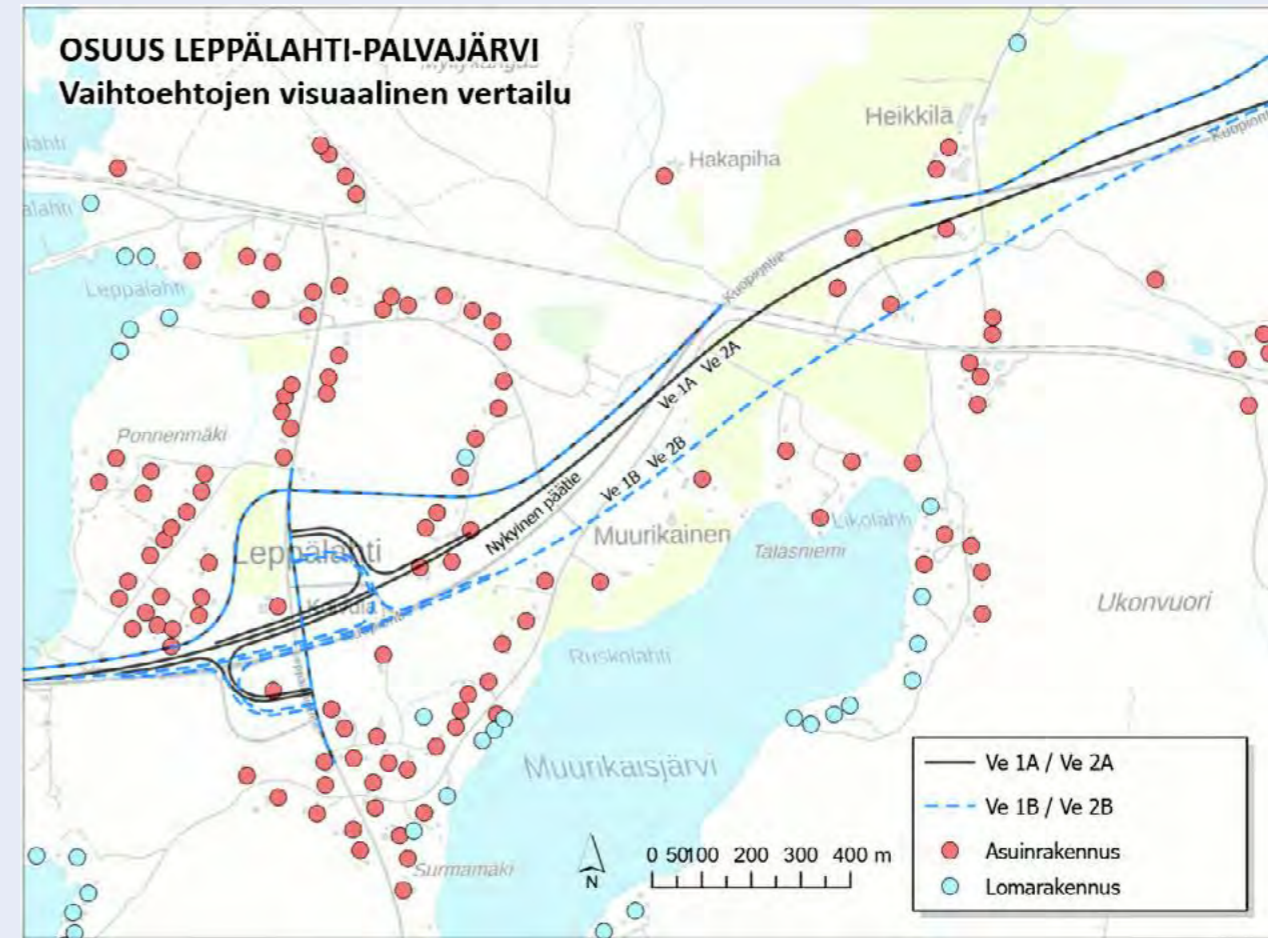 OSUUS LEPPÄLAHTI-PALVAJÄRVI
Vaihtoehtojen visuaalinen vertailu
Heikkilä
Hakapiha
Kuopiontie
Leppälahti
Ve 1A Ve 2A
Ponnenmäki
Ve 1B Ve 2B
Nykyinen päätie
Leppälahti
Muurikainen
Likolahti
Talasniemi
Ukonvuori
Ruskolahti
Muurikaisjärvi
Surmamäki
N
0 50 100 200 300 400 m
Ve 1A / Ve 2A
Ve 1B / Ve 2B
Asuinrakennus
Lomarakennus